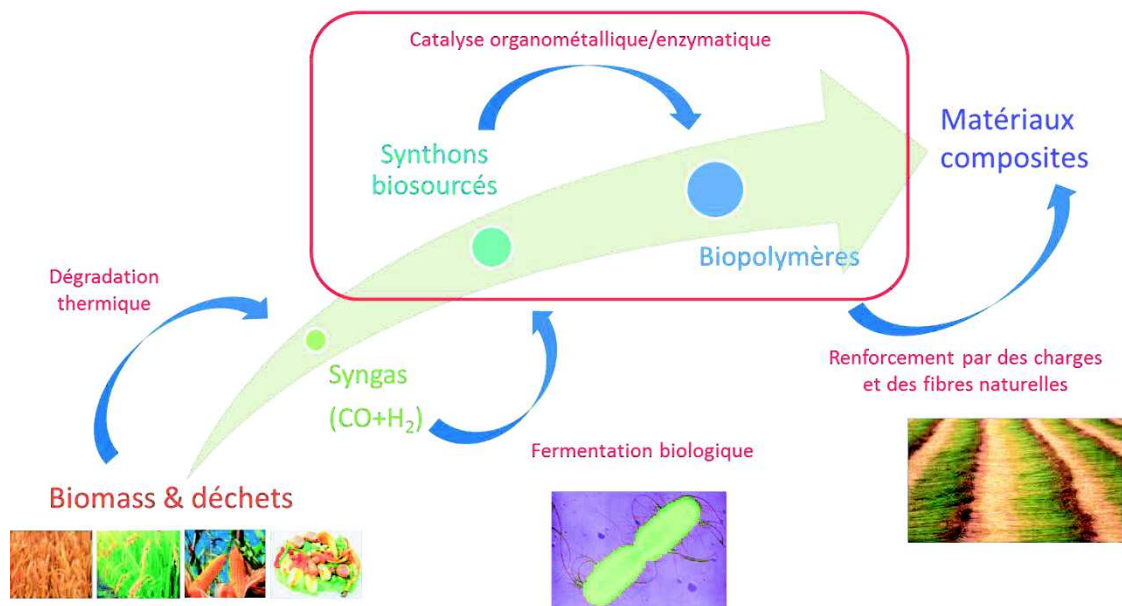 Catalyse organométallique/enzymatique
Matériaux
composites
Synthons
biosourcés
Biopolymères
Dégradation
thermique
Renforcement par des charges
et des fibres naturelles
Syngas
(CO+H₂)
Fermentation biologique
Biomass & déchets